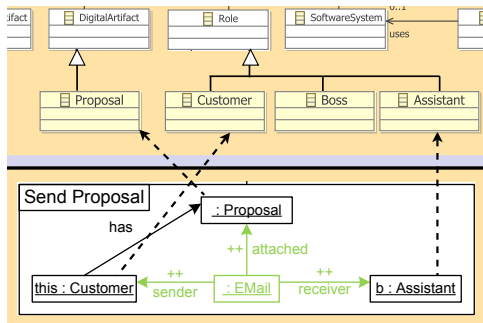 tifact
DigitalArtifact
Role
SoftwareSystem
0..1
uses
Proposal
Customer
Boss
Assistant
Send Proposal
: Proposal
has
++ attached
++
++
this : Customer
sender
: EMail
receiver
b : Assistant